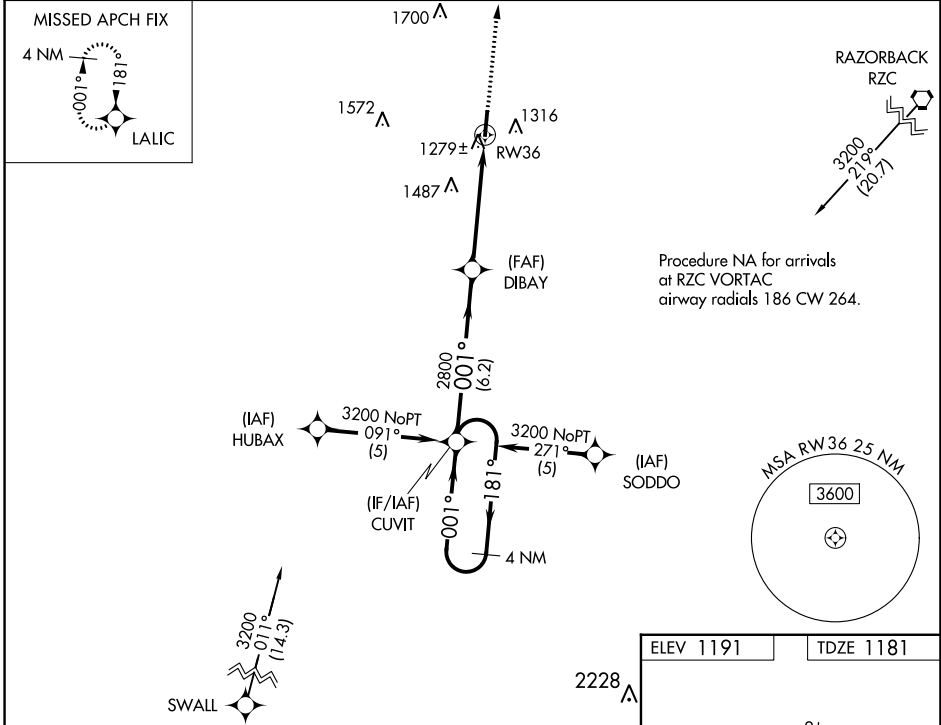 MISSED APCH FIX
4 NM
001°
181°
LALIC
1700
1572
1316
1279±
RW36
1487
RAZORBACK
RZC
3200
219°
(20.7)
(FAF)
DIBAY
Procedure NA for arrivals
at RZC VORTAC
airway radials 186 CW 264.
2800
001°
(6.2)
(IAF)
HUBAX
3200 NoPT
091°
(5)
3200 NoPT
271°
(5)
(IAF)
SODDO
(IF/IAF)
CUVIT
001°
181°
4 NM
MSA RW36 25 NM
3600
3200
011°
(14.3)
SWALL
2228
ELEV 1191
TDZE 1181